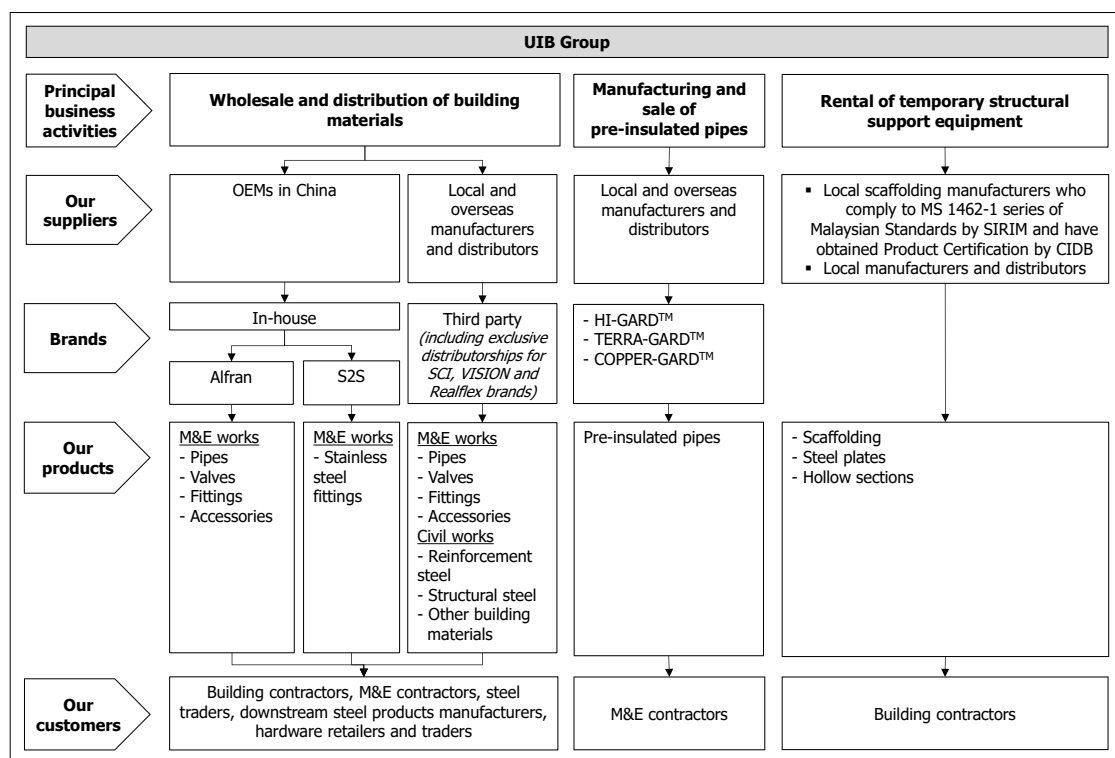 UIB Group
Principal
business
activities
Wholesale and distribution of building
materials
Manufacturing and
sale of
pre-insulated pipes
Rental of temporary structural
support equipment
Our
suppliers
OEMs in China
Local and
overseas
manufacturers
and distributors
Local and overseas
manufacturers and
distributors
▪ Local scaffolding manufacturers who
comply to MS 1462-1 series of
Malaysian Standards by SIRIM and have
obtained Product Certification by CIDB
▪ Local manufacturers and distributors
Brands
In-house
Alfran
S2S
Third party
(including exclusive
distributorships for
SCI, VISION and
Realflex brands)
- HI-GARD™
- TERRA-GARD™
- COPPER-GARD™
Our
products
M&E works
- Pipes
- Valves
- Fittings
- Accessories
M&E works
- Stainless
steel
fittings
M&E works
- Pipes
- Valves
- Fittings
- Accessories
Civil works
- Reinforcement
steel
- Structural steel
- Other building
materials
Pre-insulated pipes
- Scaffolding
- Steel plates
- Hollow sections
Our
customers
Building contractors, M&E contractors, steel
traders, downstream steel products manufacturers,
hardware retailers and traders
M&E contractors
Building contractors